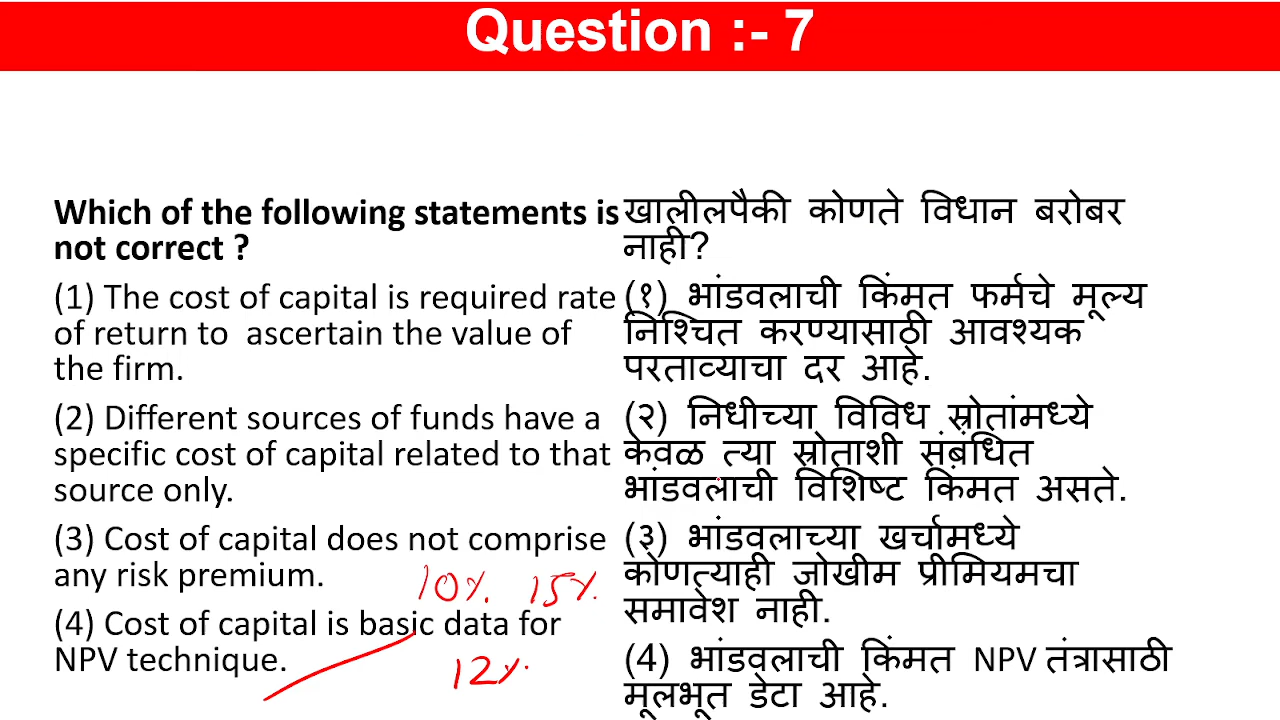 Question :- 7
Which of the following statements is
not correct ?
(1) The cost of capital is required rate
of return to ascertain the value of
the firm.
(2) Different sources of funds have a
specific cost of capital related to that
source only.
(3) Cost of capital does not comprise
any risk premium.
10% 15%
(4) Cost of capital is basic data for
NPV technique.
12%
खालीलपैकी कोणते विधान बरोबर
नाही?
(१) भांडवलाची किंमत फर्मचे मूल्य
निश्चित करण्यासाठी आवश्यक
परताव्याचा दर आहे.
(२) निधीच्या विविध स्रोतांमध्ये
केवळ त्या स्रोताशी संबंधित
भांडवलाची विशिष्ट किंमत असते.
(३) भांडवलाच्या खर्चामध्ये
कोणत्याही जोखीम प्रीमियमचा
समावेश नाही.
(4) भांडवलाची किंमत NPV तंत्रासाठी
मूलभूत डेटा आहे.